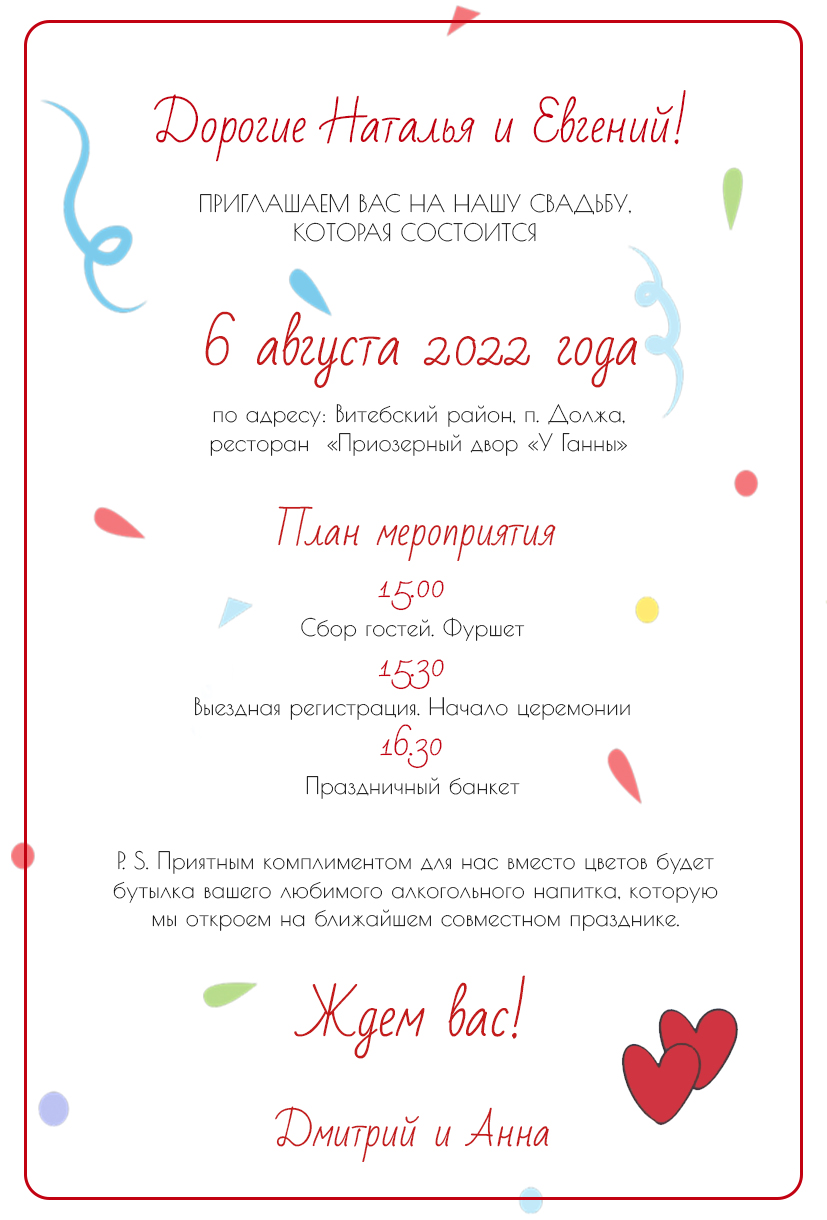 Дорогие Наталья и Евгений!
ПРИГЛАШАЕМ ВАС НА НАШУ СВАДЬБУ,
КОТОРАЯ СОСТОИТСЯ
6 августа 2022 года
по адресу: Витебский район, п. Должа,
ресторан «Приозерный двор «У Ганны»
План мероприятия
15.00
Сбор гостей. Фуршет
15.30
Выездная регистрация. Начало церемонии
16.30
Праздничный банкет
P. S. Приятным комплиментом для нас вместо цветов будет
бутылка вашего любимого алкогольного напитка, которую
мы откроем на ближайшем совместном празднике.
Ждем вас!
Дмитрий и Анна